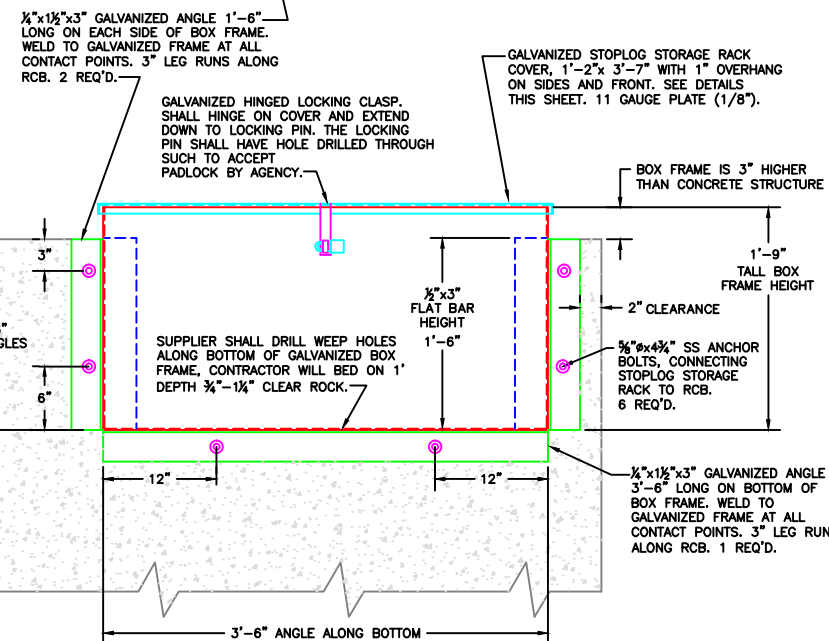 ¼"x1½"x3" GALVANIZED ANGLE 1'-6"
LONG ON EACH SIDE OF BOX FRAME.
WELD TO GALVANIZED FRAME AT ALL
CONTACT POINTS. 3" LEG RUNS ALONG
RCB. 2 REQ'D.
GALVANIZED HINGED LOCKING CLASP.
SHALL HINGE ON COVER AND EXTEND
DOWN TO LOCKING PIN. THE LOCKING
PIN SHALL HAVE HOLE DRILLED THROUGH
SUCH TO ACCEPT
PADLOCK BY AGENCY.
GALVANIZED STOPLOG STORAGE RACK
COVER, 1'-2"x 3'-7" WITH 1" OVERHANG
ON SIDES AND FRONT. SEE DETAILS
THIS SHEET. 11 GAUGE PLATE (1/8").
BOX FRAME IS 3" HIGHER
THAN CONCRETE STRUCTURE
3"
1'-9"
TALL BOX
FRAME HEIGHT
½"x3"
FLAT BAR
HEIGHT
1'-6"
2" CLEARANCE
"
GLES
SUPPLIER SHALL DRILL WEEP HOLES
ALONG BOTTOM OF GALVANIZED BOX
FRAME, CONTRACTOR WILL BED ON 1'
DEPTH ¾"-1¼" CLEAR ROCK.
⅝"øx4¾" SS ANCHOR
BOLTS, CONNECTING
STOPLOG STORAGE
RACK TO RCB.
6 REQ'D.
6"
12"
12"
¼"x1½"x3" GALVANIZED ANGLE
3'-6" LONG ON BOTTOM OF
BOX FRAME. WELD TO
GALVANIZED FRAME AT ALL
CONTACT POINTS. 3" LEG RUN
ALONG RCB. 1 REQ'D.
3'-6" ANGLE ALONG BOTTOM